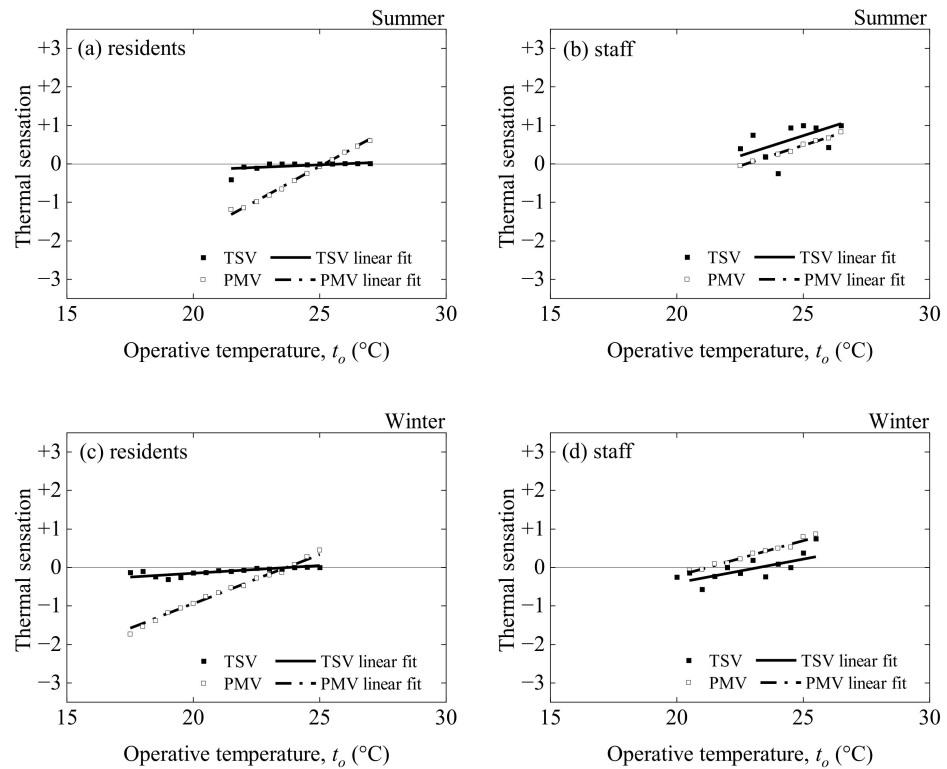 Summer
(a) residents
+3
+2
+1
0
−1
−2
−3
Thermal sensation
TSV TSV linear fit
PMV PMV linear fit
15 20 25 30
Operative temperature, to (°C)
Summer
(b) staff
+3
+2
+1
0
−1
−2
−3
Thermal sensation
TSV TSV linear fit
PMV PMV linear fit
15 20 25 30
Operative temperature, to (°C)
Winter
(c) residents
+3
+2
+1
0
−1
−2
−3
Thermal sensation
TSV TSV linear fit
PMV PMV linear fit
15 20 25 30
Operative temperature, to (°C)
Winter
(d) staff
+3
+2
+1
0
−1
−2
−3
Thermal sensation
TSV TSV linear fit
PMV PMV linear fit
15 20 25 30
Operative temperature, to (°C)